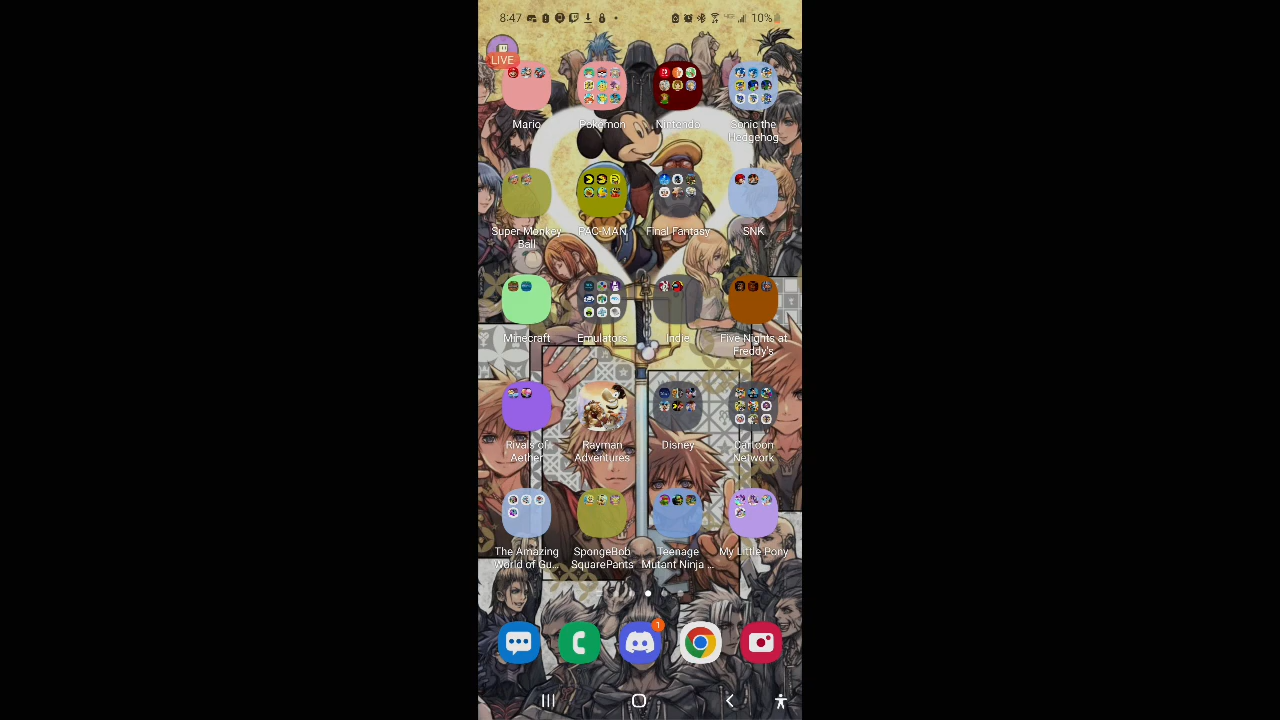 8:47
10%
LIVE
Mario
Pokémon
Nintendo
Sonic the
Hedgehog
Super Monkey
Ball
PAC-MAN
Final Fantasy
SNK
Minecraft
Emulators
Indie
Five Nights at
Freddy's
Rivals of
Aether
Rayman
Adventures
Disney
Cartoon
Network
The Amazing
World of Gu...
SpongeBob
SquarePants
Teenage
Mutant Ninja ...
My Little Pony
1